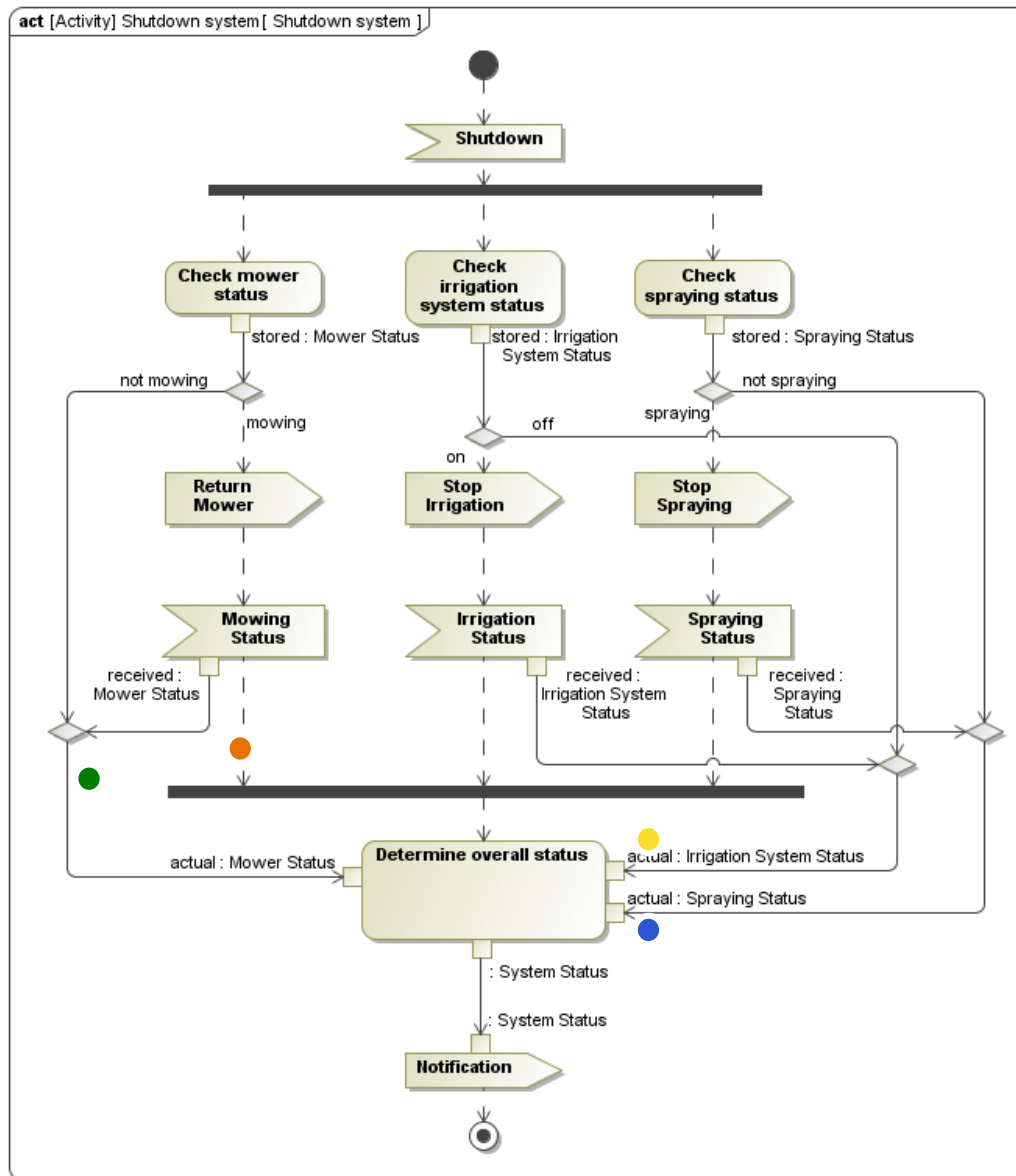 act [Activity] Shutdown system[ Shutdown system ]
Shutdown
Check mower
status
Check
irrigation
system status
Check
spraying status
stored : Mower Status
stored : Irrigation
System Status
stored : Spraying Status
not mowing
mowing
off
on
spraying
not spraying
Return
Mower
Stop
Irrigation
Stop
Spraying
Mowing
Status
Irrigation
Status
Spraying
Status
received :
Mower Status
received :
Irrigation System
Status
received :
Spraying
Status
actual : Mower Status
Determine overall status
actual : Irrigation System Status
actual : Spraying Status
: System Status
: System Status
Notification